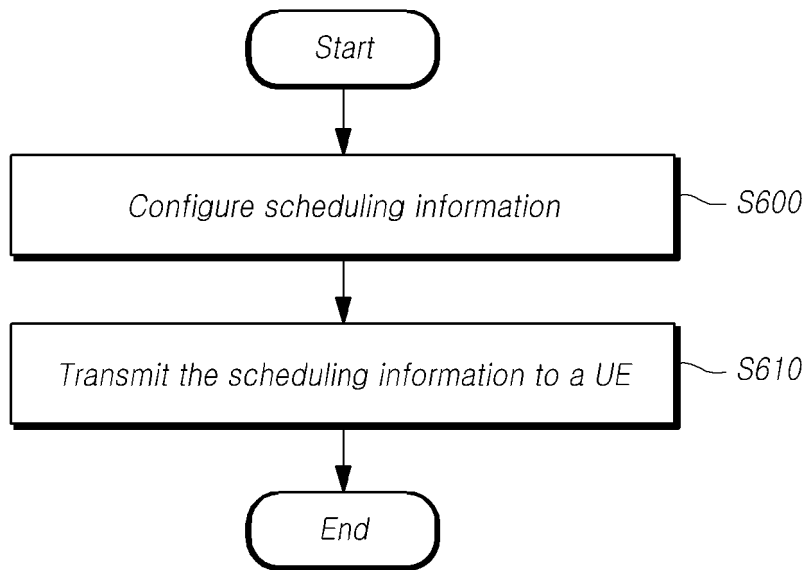 Start
Configure scheduling information
S600
Transmit the scheduling information to a UE
S610
End